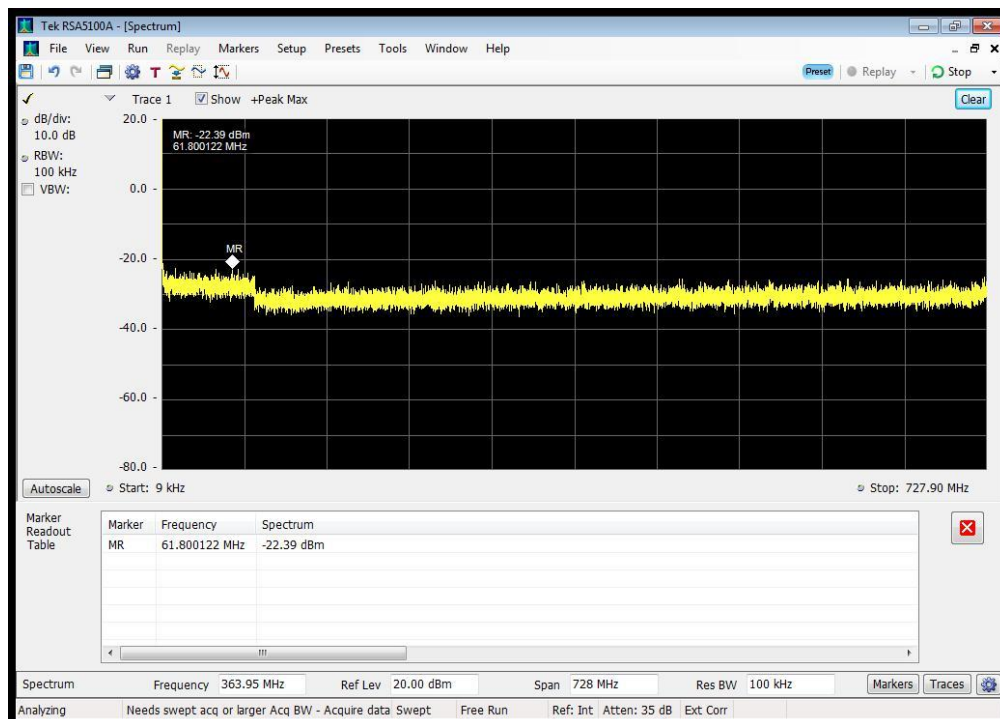 Tek RSA5100A - [Spectrum]
File View Run Replay Markers Setup Presets Tools Window Help
T Preset Replay Stop
Trace 1 Show +Peak Max Clear
dB/div: 20.0
10.0 dB
MR: -22.39 dBm
61.800122 MHz
RBW:
100 kHz
VBW: 0.0
MR
-20.0
-40.0
-60.0
-80.0
Autoscale Start: 9 kHz Stop: 727.90 MHz
Marker
Readout
Table
Marker Frequency Spectrum
MR 61.800122 MHz -22.39 dBm
Spectrum Frequency 363.95 MHz Ref Lev 20.00 dBm Span 728 MHz Res BW 100 kHz Markers Traces
Analyzing Needs swept acq or larger Acq BW - Acquire data Swept Free Run Ref: Int Atten: 35 dB Ext Corr